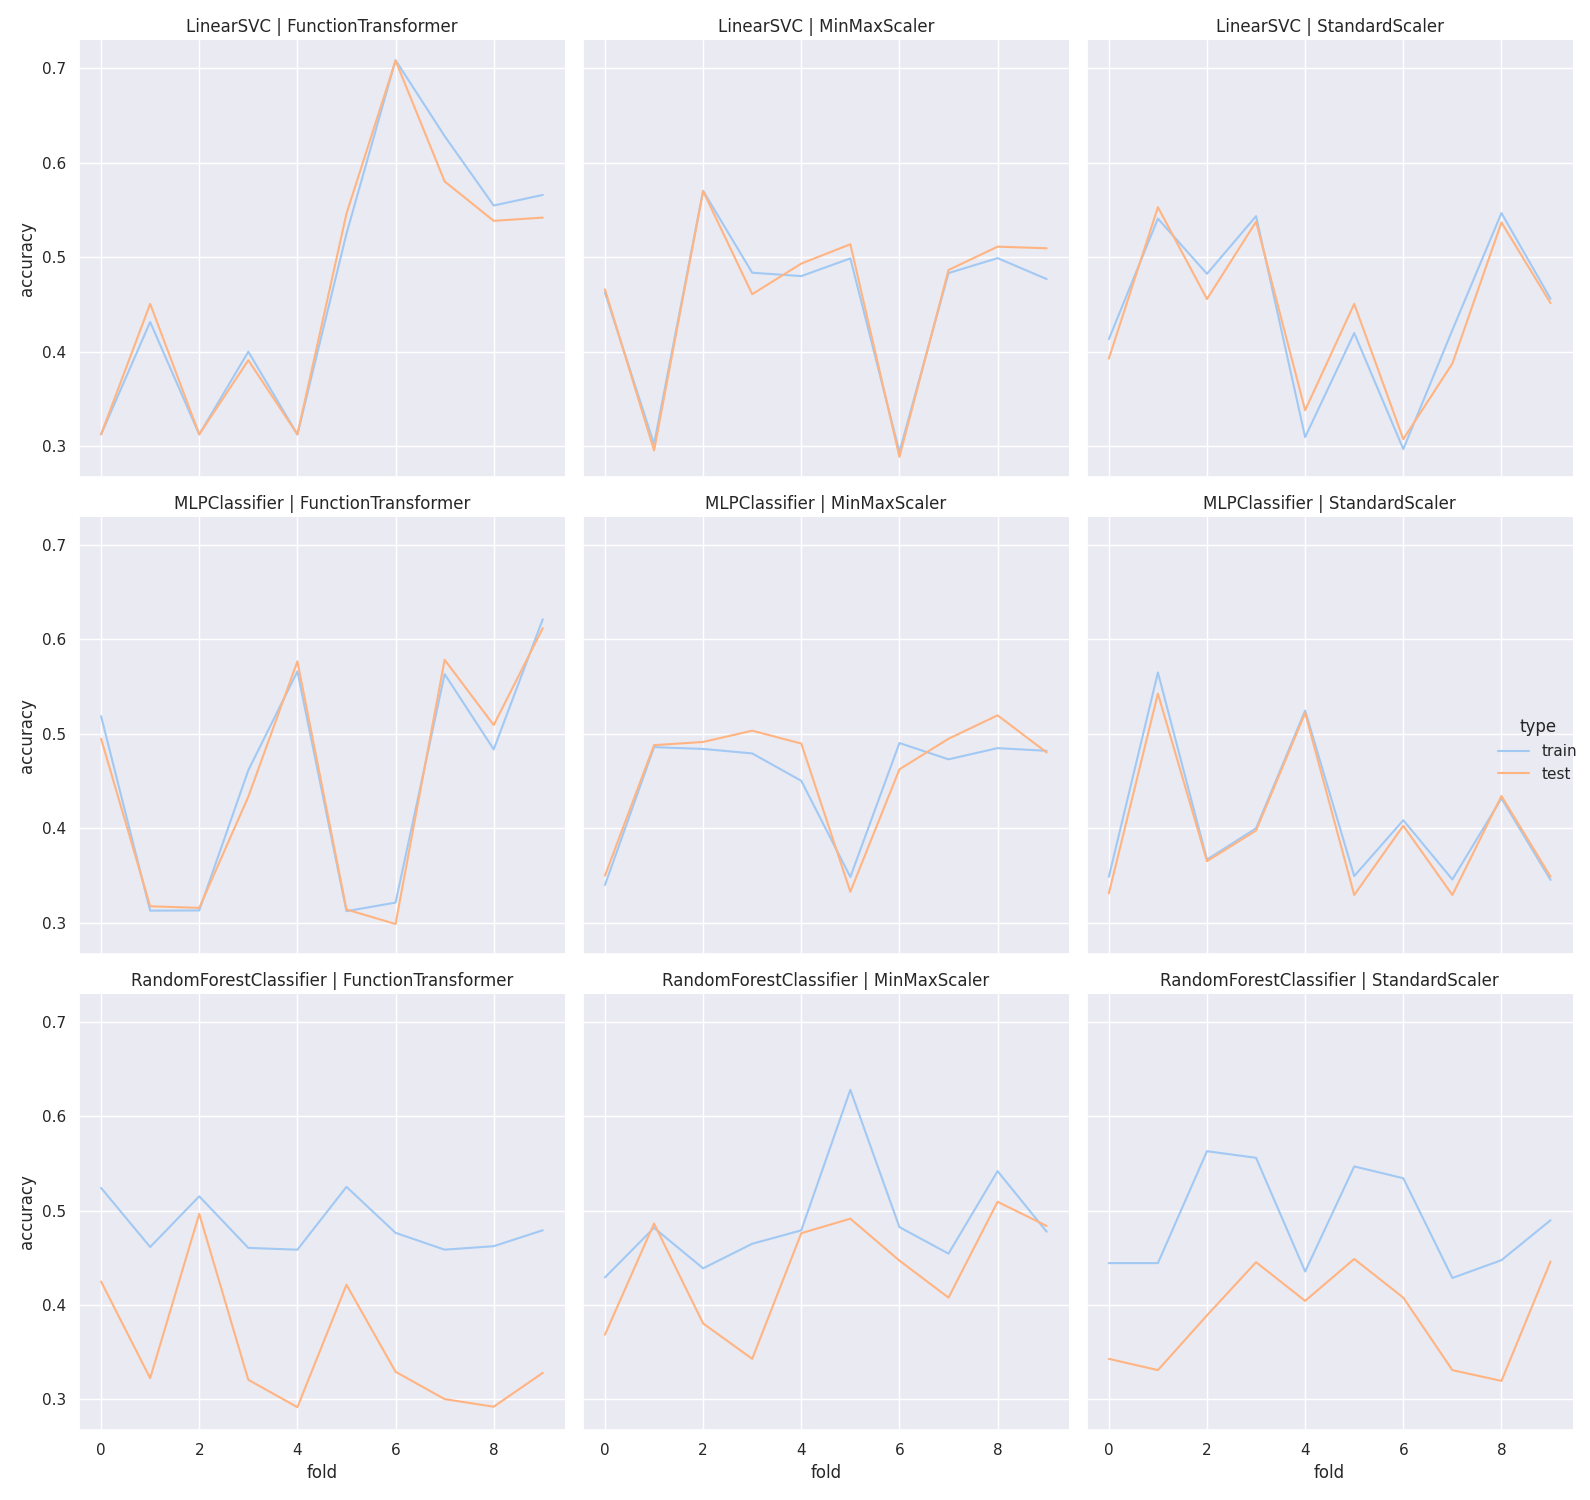 LinearSVC | FunctionTransformer
LinearSVC | MinMaxScaler
LinearSVC | StandardScaler
0.7
0.6
0.5
0.4
0.3
accuracy
MLPClassifier | FunctionTransformer
MLPClassifier | MinMaxScaler
MLPClassifier | StandardScaler
0.7
0.6
0.5
0.4
0.3
accuracy
type
train
test
RandomForestClassifier | FunctionTransformer
RandomForestClassifier | MinMaxScaler
RandomForestClassifier | StandardScaler
0.7
0.6
0.5
0.4
0.3
accuracy
0 2 4 6 8
fold
0 2 4 6 8
fold
0 2 4 6 8
fold